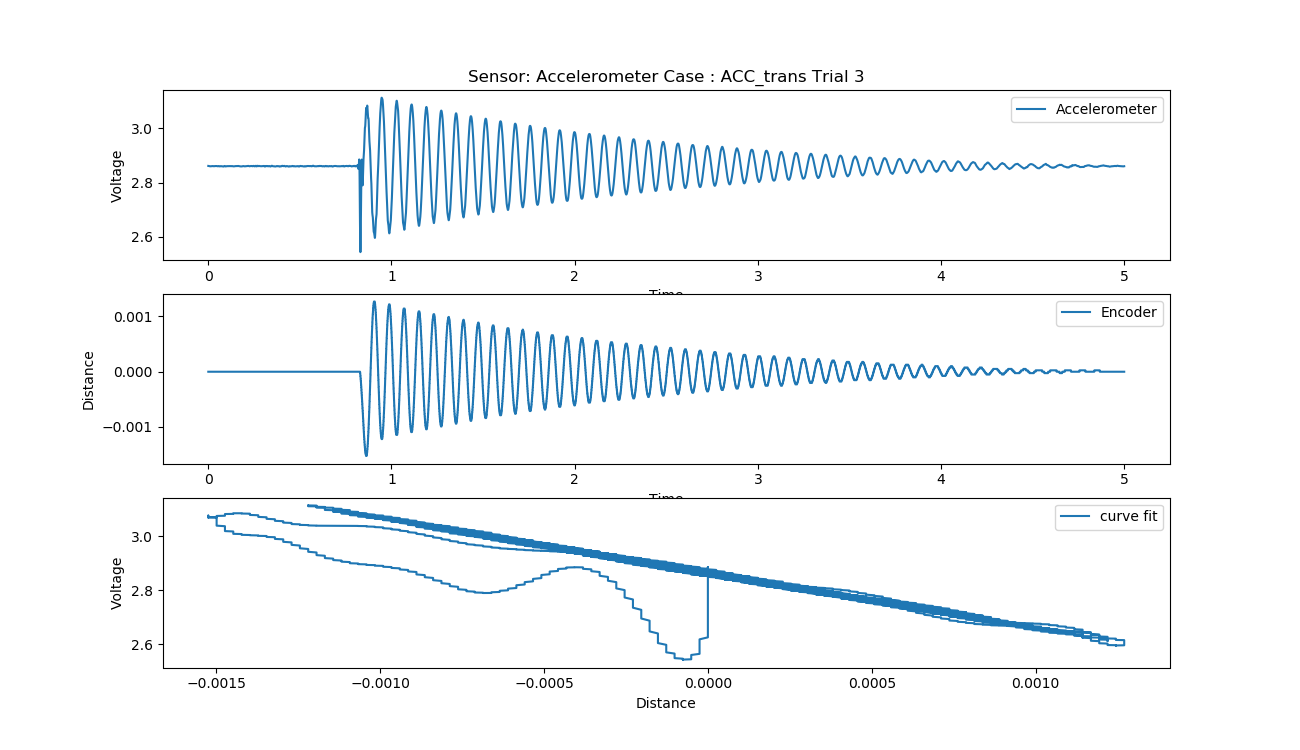 Sensor: Accelerometer Case : ACC_trans Trial 3
Accelerometer
Voltage
3.0
2.8
2.6
0 1 2 3 4 5
Time
Encoder
Distance
0.001
0.000
−0.001
0 1 2 3 4 5
Time
curve fit
Voltage
3.0
2.8
2.6
−0.0015 −0.0010 −0.0005 0.0000 0.0005 0.0010
Distance